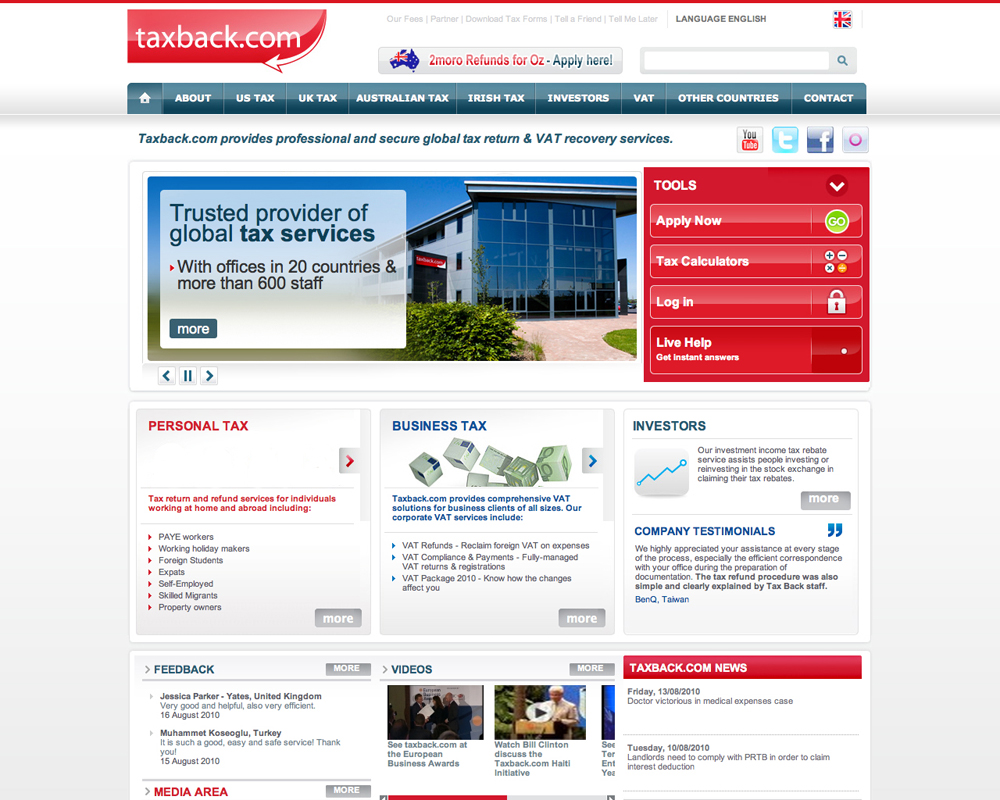 taxback.com
Our Fees | Partner | Download Tax Forms | Tell a Friend | Tell Me Later
LANGUAGE ENGLISH
2moro Refunds for Oz - Apply here!
ABOUT
US TAX
UK TAX
AUSTRALIAN TAX
IRISH TAX
INVESTORS
VAT
OTHER COUNTRIES
CONTACT
Taxback.com provides professional and secure global tax return & VAT recovery services.
You
Tube
Trusted provider of
global tax services
With offices in 20 countries &
more than 600 staff
more
taxback.com
TOOLS
Apply Now
GO
Tax Calculators
Log in
Live Help
Get instant answers
PERSONAL TAX
Tax return and refund services for individuals
working at home and abroad including:
PAYE workers
Working holiday makers
Foreign Students
Expats
Self-Employed
Skilled Migrants
Property owners
more
BUSINESS TAX
Taxback.com provides comprehensive VAT
solutions for business clients of all sizes. Our
corporate VAT services include:
VAT Refunds - Reclaim foreign VAT on expenses
VAT Compliance & Payments - Fully-managed
VAT returns & registrations
VAT Package 2010 - Know how the changes
affect you
more
INVESTORS
Our investment income tax rebate
service assists people investing or
reinvesting in the stock exchange in
claiming their tax rebates.
more
COMPANY TESTIMONIALS
We highly appreciated your assistance at every stage
of the process, especially the efficient correspondence
with your office during the preparation of
documentation. The tax refund procedure was also
simple and clearly explained by Tax Back staff.
BenQ, Taiwan
FEEDBACK
MORE
Jessica Parker - Yates, United Kingdom
Very good and helpful, also very efficient.
16 August 2010
Muhammet Koseoglu, Turkey
It is such a good, easy and safe service! Thank
you!
15 August 2010
MEDIA AREA
MORE
VIDEOS
MORE
See taxback.com at
the European
Business Awards
Watch Bill Clinton
discuss the
Taxback.com Haiti
Initiative
See
Ter
Ent
Yea
TAXBACK.COM NEWS
Friday, 13/08/2010
Doctor victorious in medical expenses case
Tuesday, 10/08/2010
Landlords need to comply with PRTB in order to claim
interest deduction